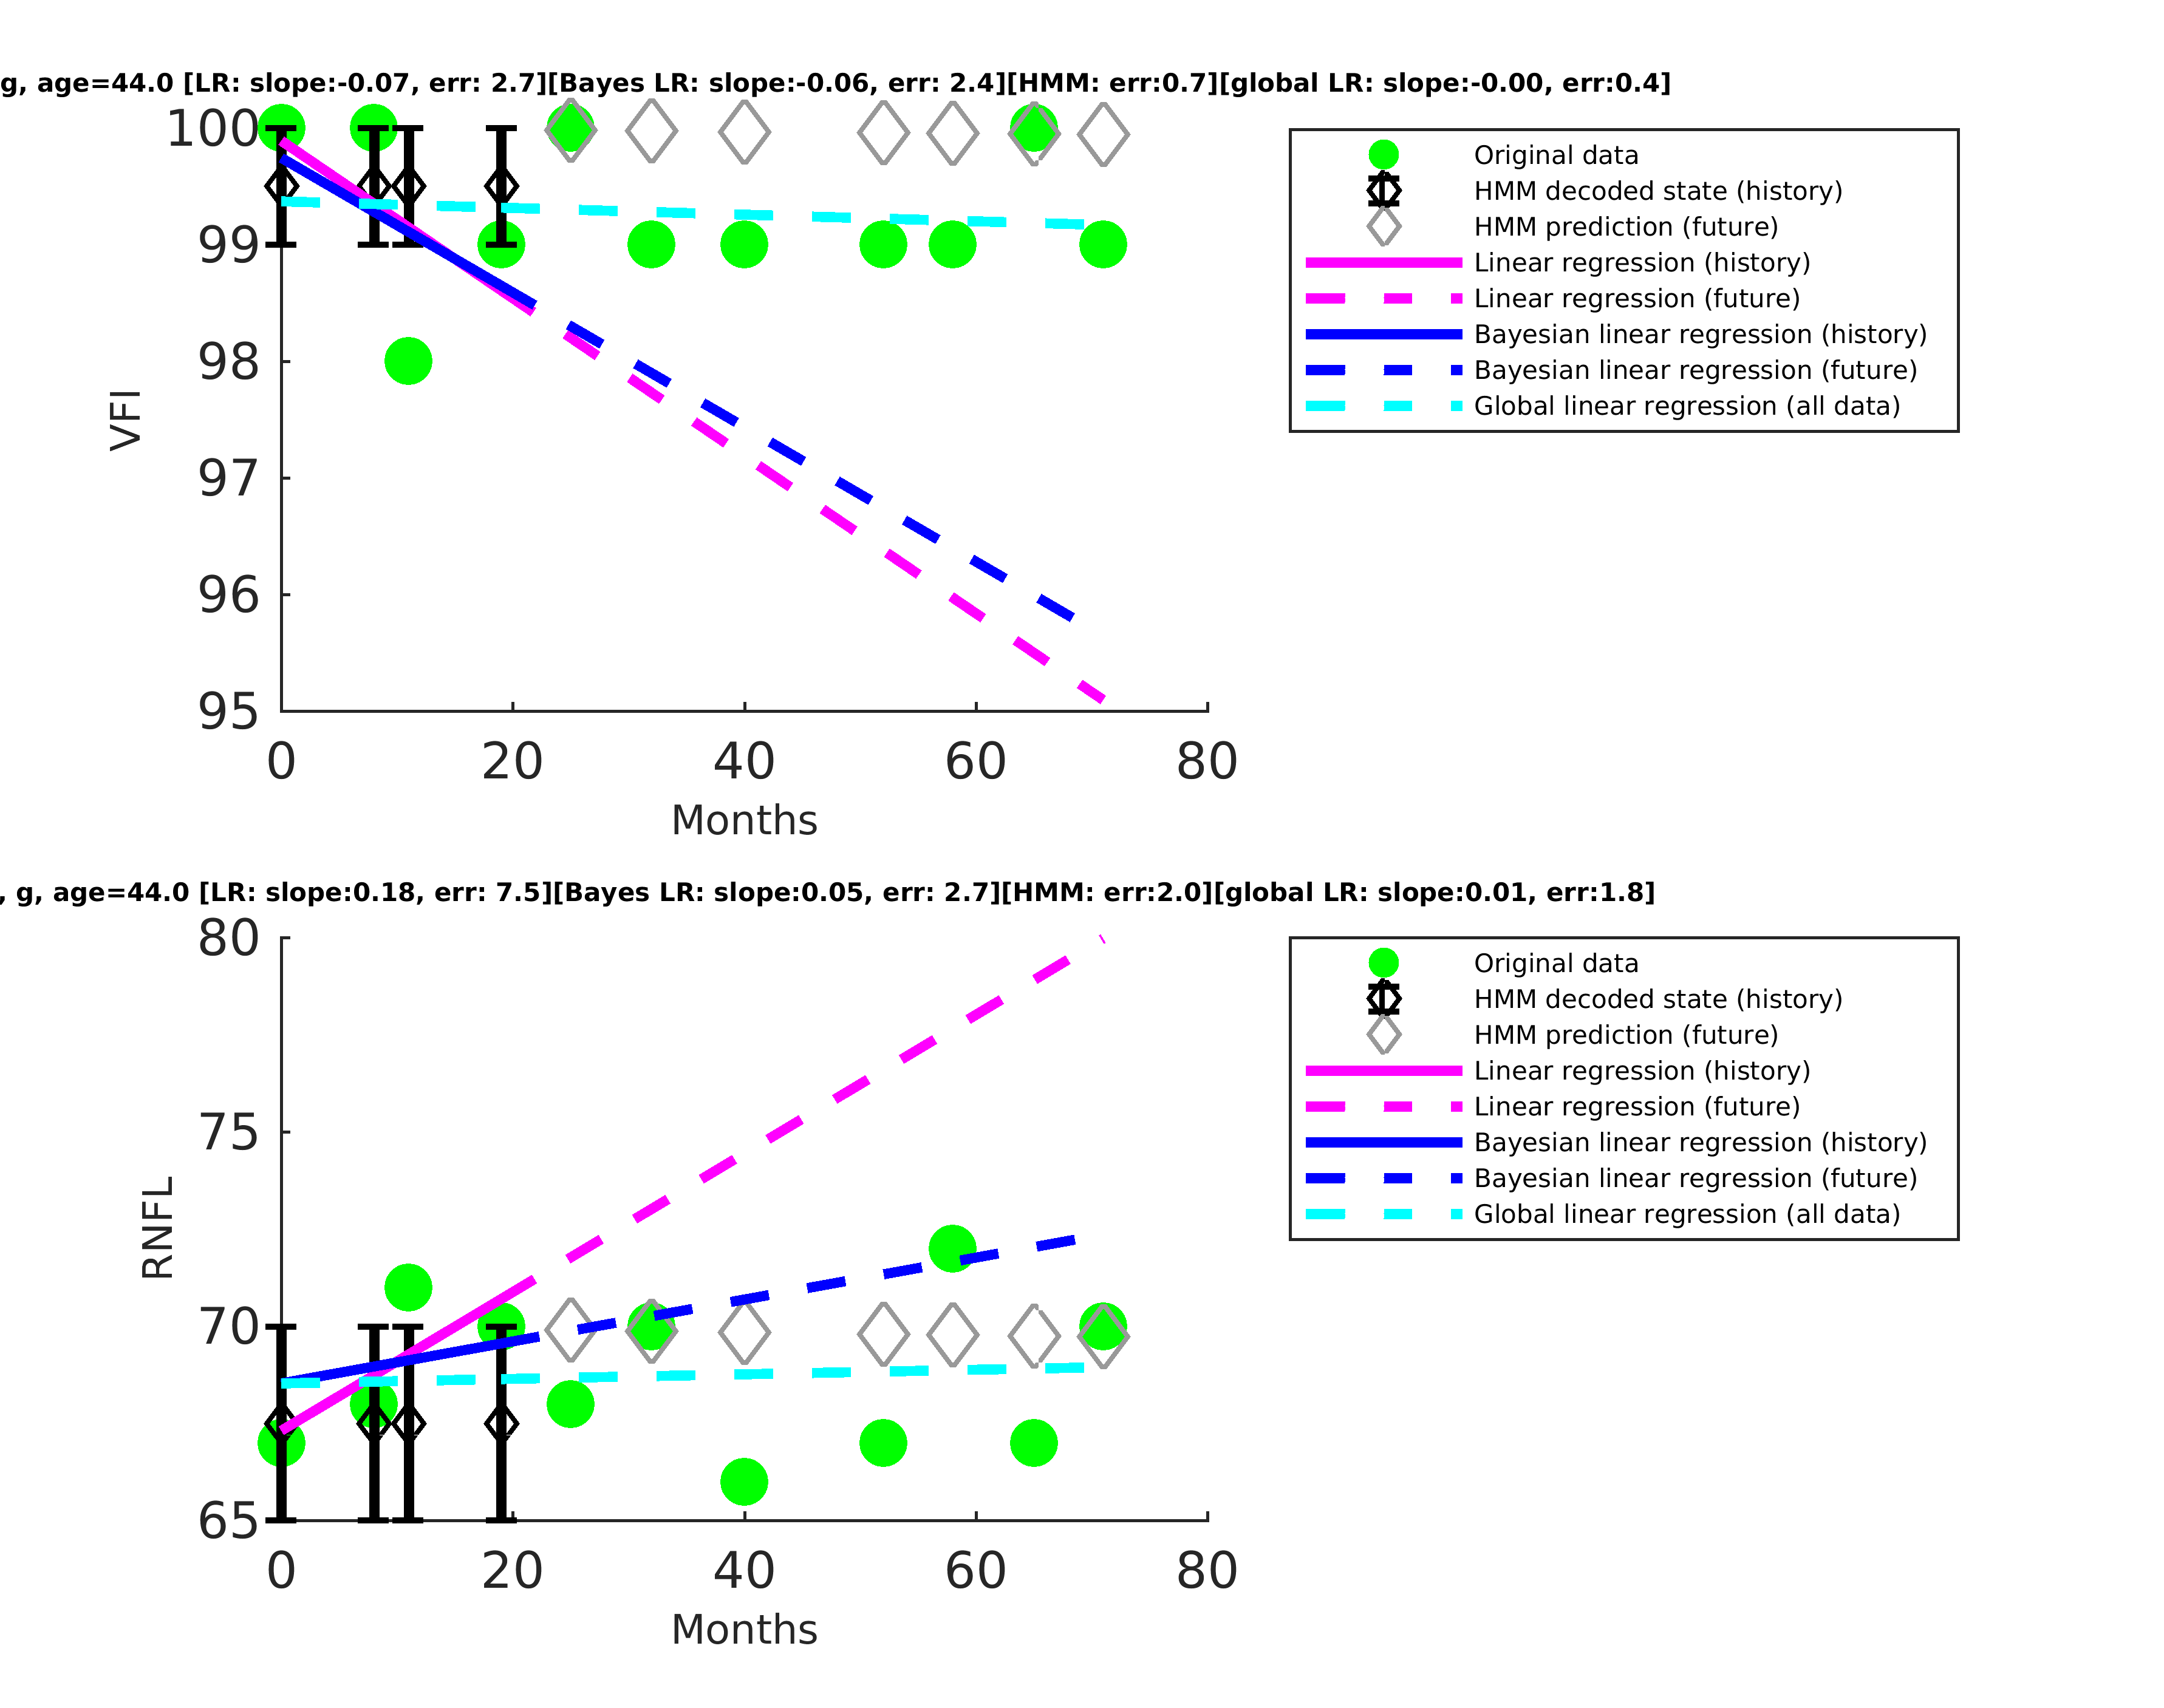 g, age=44.0 [LR: slope:-0.07, err: 2.7][Bayes LR: slope:-0.06, err: 2.4][HMM: err:0.7][global LR: slope:-0.00, err:0.4]
100
99
98
97
96
95
VFI
0 20 40 60 80
Months
Original data
HMM decoded state (history)
HMM prediction (future)
Linear regression (history)
Linear regression (future)
Bayesian linear regression (history)
Bayesian linear regression (future)
Global linear regression (all data)
, g, age=44.0 [LR: slope:0.18, err: 7.5][Bayes LR: slope:0.05, err: 2.7][HMM: err:2.0][global LR: slope:0.01, err:1.8]
80
75
70
65
RNFL
0 20 40 60 80
Months
Original data
HMM decoded state (history)
HMM prediction (future)
Linear regression (history)
Linear regression (future)
Bayesian linear regression (history)
Bayesian linear regression (future)
Global linear regression (all data)